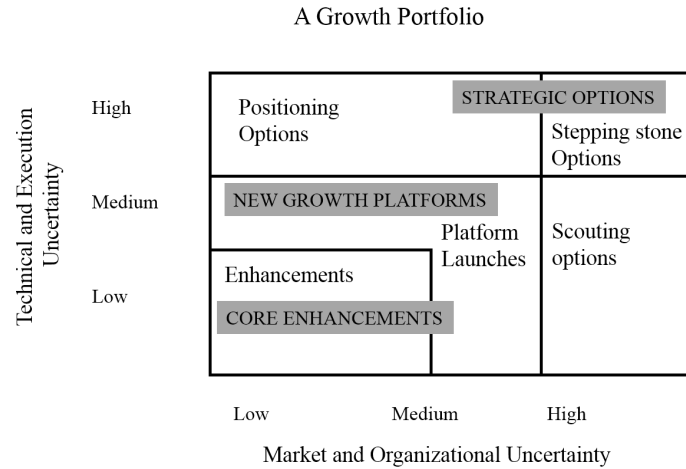 A Growth Portfolio
Technical and Execution
Uncertainty
High
Medium
Low
Positioning
Options
STRATEGIC OPTIONS
Stepping stone
Options
NEW GROWTH PLATFORMS
Platform
Launches
Scouting
options
Enhancements
CORE ENHANCEMENTS
Low
Medium
High
Market and Organizational Uncertainty